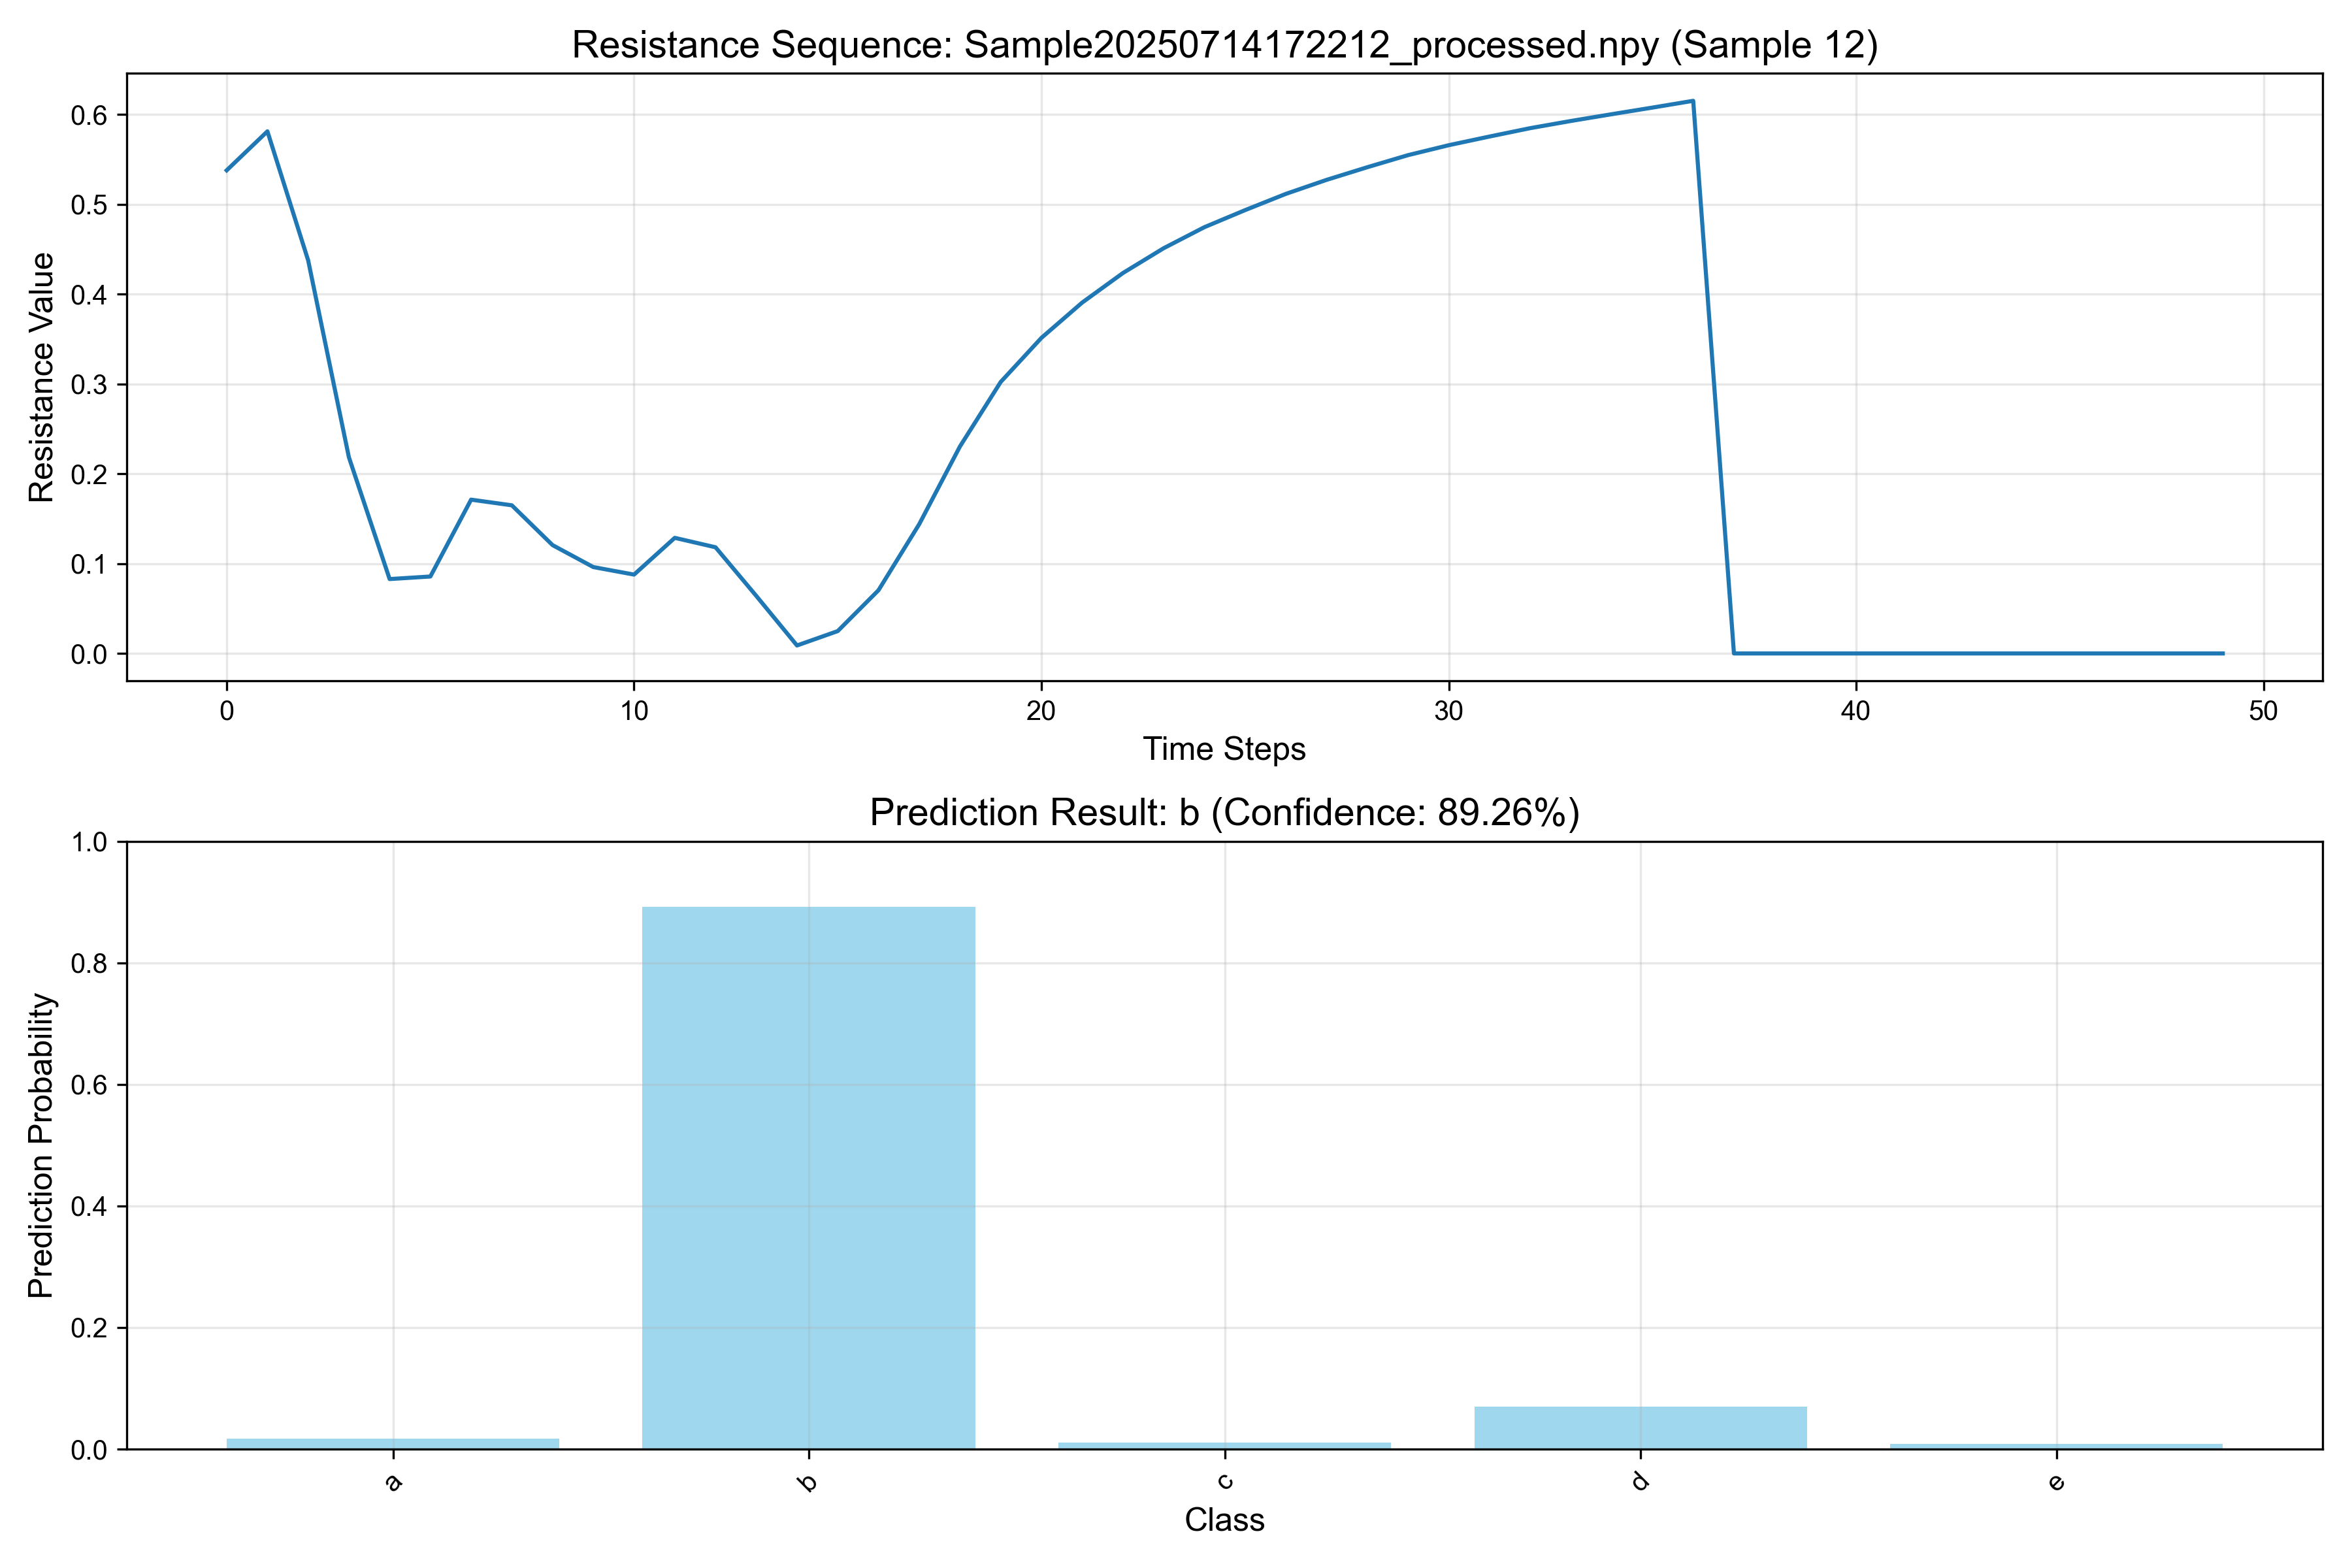 Resistance Sequence: Sample20250714172212_processed.npy (Sample 12)
0.6
0.5
0.4
0.3
0.2
0.1
0.0
Resistance Value
0 10 20 30 40 50
Time Steps
Prediction Result: b (Confidence: 89.26%)
1.0
0.8
0.6
0.4
0.2
0.0
Prediction Probability
a b c d e
Class